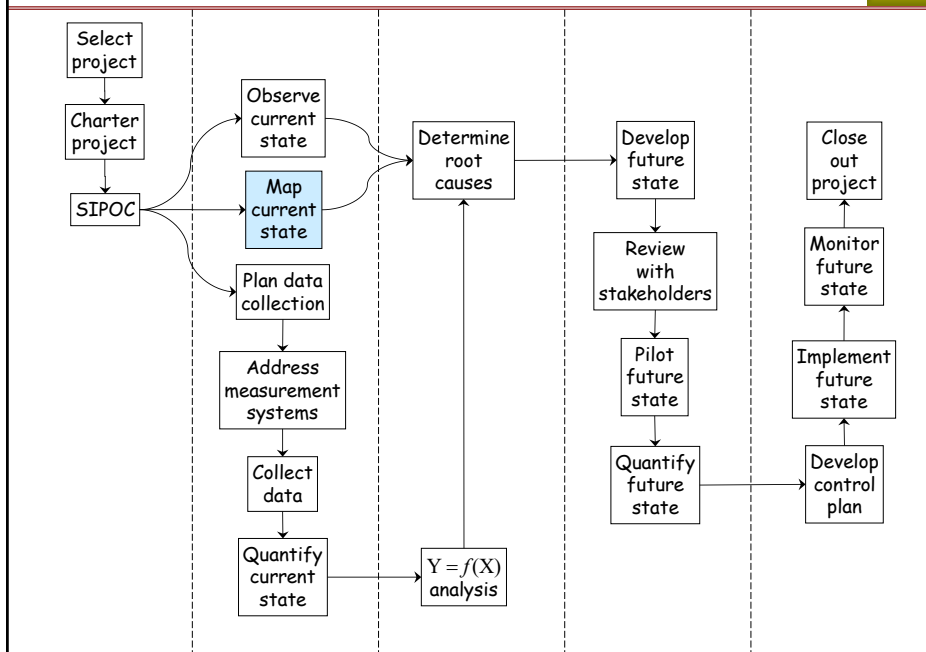 Select
project
Charter
project
SIPOC
Observe
current
state
Map
current
state
Plan data
collection
Address
measurement
systems
Collect
data
Quantify
current
state
Determine
root
causes
Y = f(X)
analysis
Develop
future
state
Review
with
stakeholders
Pilot
future
state
Quantify
future
state
Close
out
project
Monitor
future
state
Implement
future
state
Develop
control
plan